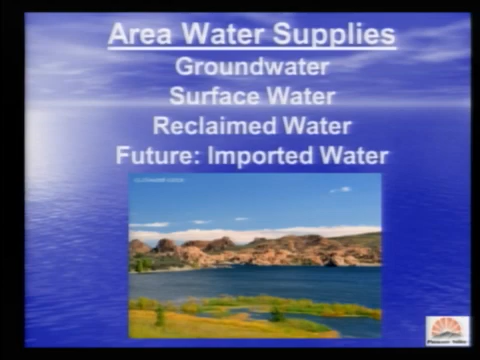 Area Water Supplies
Groundwater
Surface Water
Reclaimed Water
Future: Imported Water